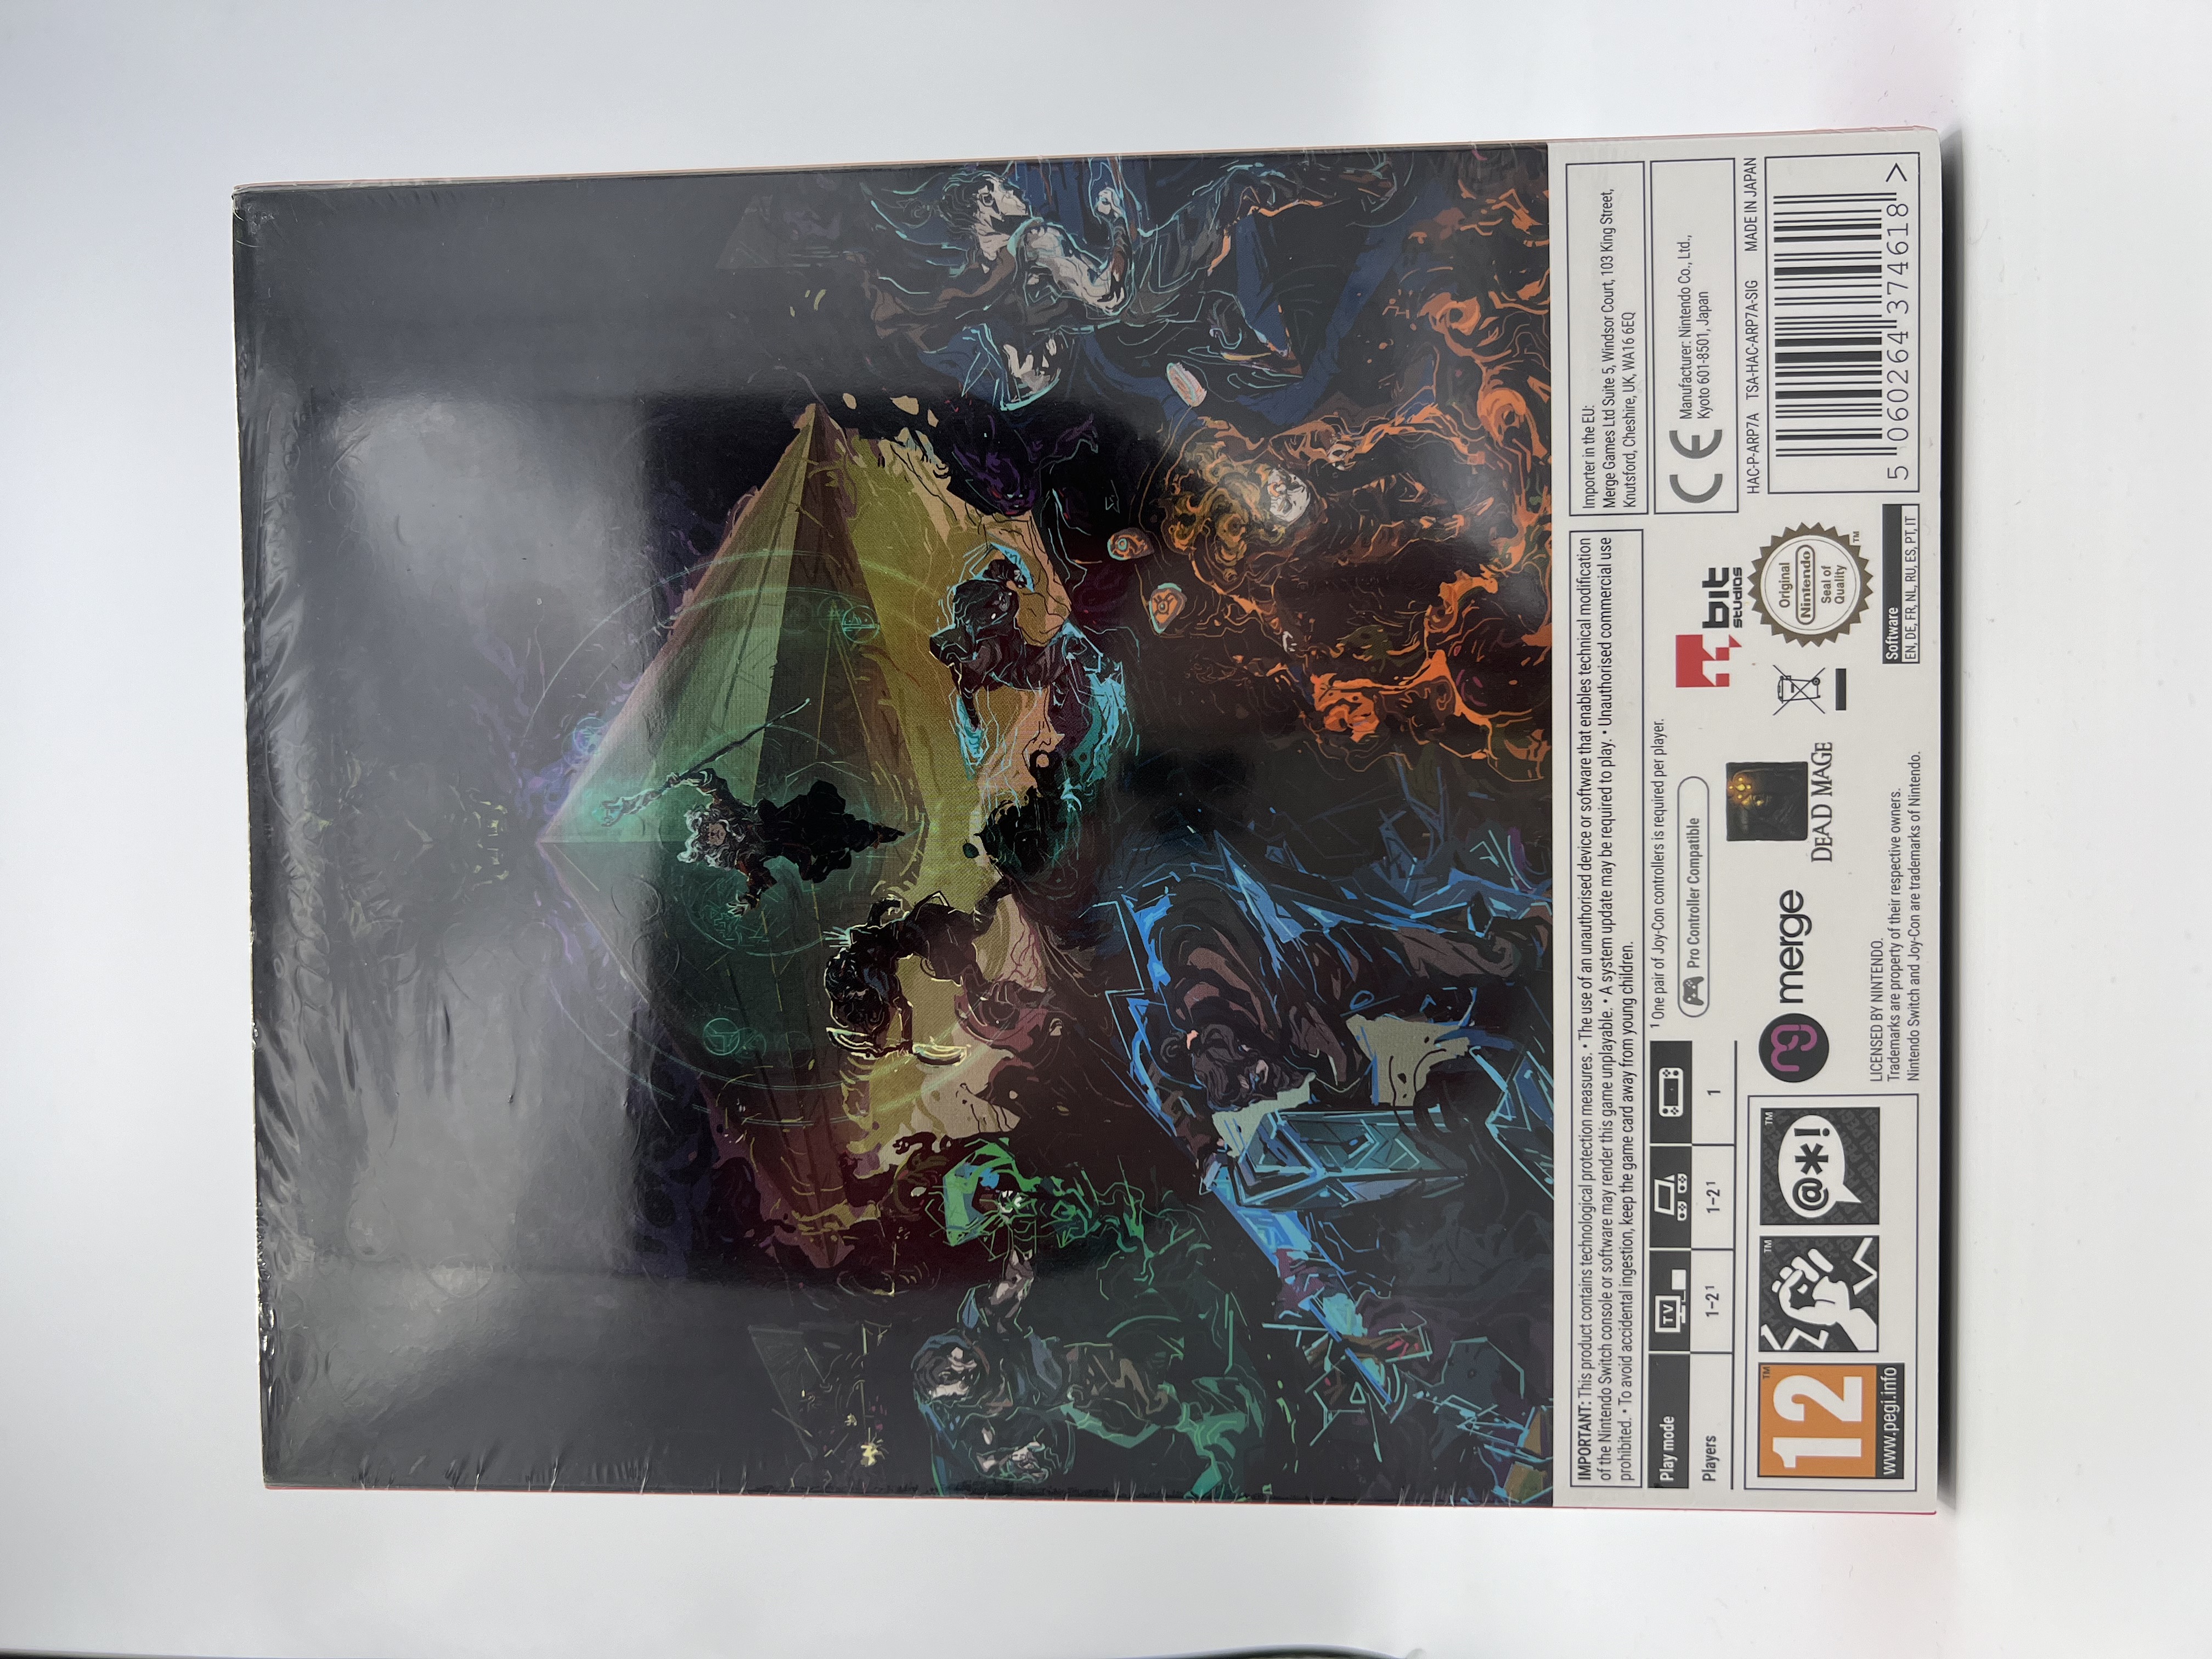 IMPORTANT: This product contains technological protection measures. • The use of an unauthorised device or software that enables technical modification
of the Nintendo Switch console or software may render this game unplayable. • A system update may be required to play. • Unauthorised commercial use
prohibited. • To avoid accidental ingestion, keep the game card away from young children.
Importer in the EU:
Merge Games Ltd Suite 5, Windsor Court, 103 King Street,
Knutsford, Cheshire, UK, WA16 6EQ
Play mode
TV
Players
1-2¹
1-2¹
1
¹ One pair of Joy-Con controllers is required per player.
Pro Controller Compatible
11 bit
STUDIOS
CE
Manufacturer: Nintendo Co., Ltd.,
Kyoto 601-8501, Japan
HAC-P-ARP7A TSA-HAC-ARP7A-SIG MADE IN JAPAN
12
www.pegi.info
@*!
mg merge
DEAD MAGE
Original
Nintendo
Seal of
Quality
TM
LICENSED BY NINTENDO.
Trademarks are property of their respective owners.
Nintendo Switch and Joy-Con are trademarks of Nintendo.
Software
EN, DE, FR, NL, RU, ES, PT, IT
5 060264 374618 >